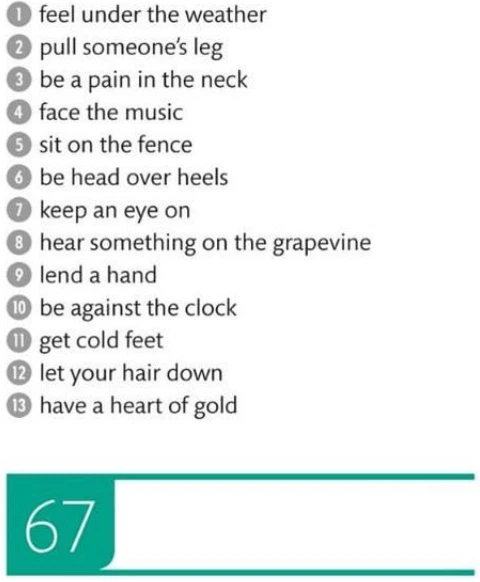 1 feel under the weather
2 pull someone's leg
3 be a pain in the neck
4 face the music
5 sit on the fence
6 be head over heels
7 keep an eye on
8 hear something on the grapevine
9 lend a hand
10 be against the clock
11 get cold feet
12 let your hair down
13 have a heart of gold
67